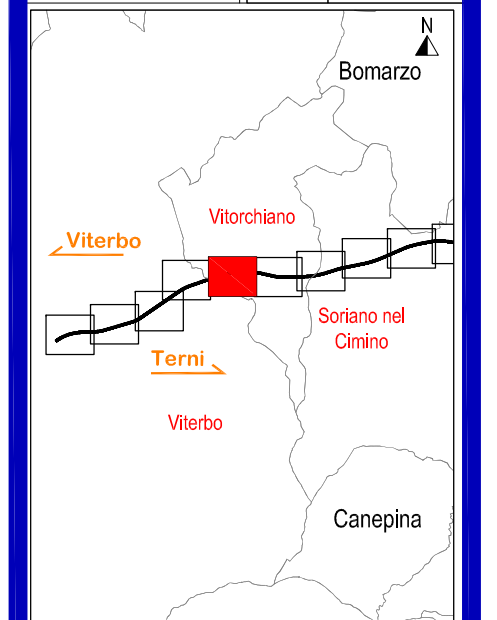 N
Bomarzo
Vitorchiano
Viterbo
Soriano nel
Cimino
Terni
Viterbo
Canepina